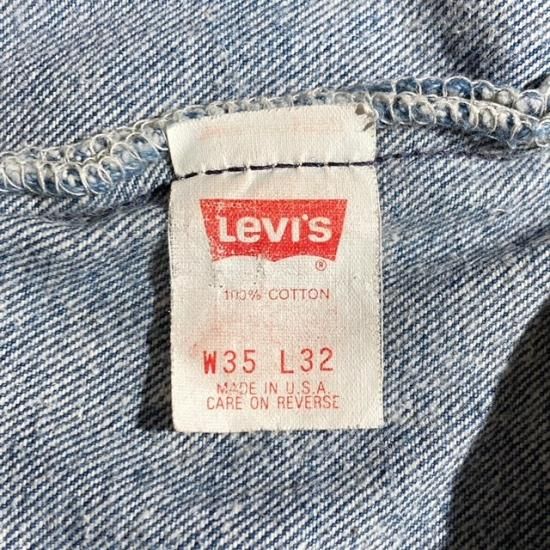 Levi's
®
100% COTTON
W35 L32
MADE IN U.S.A.
CARE ON REVERSE